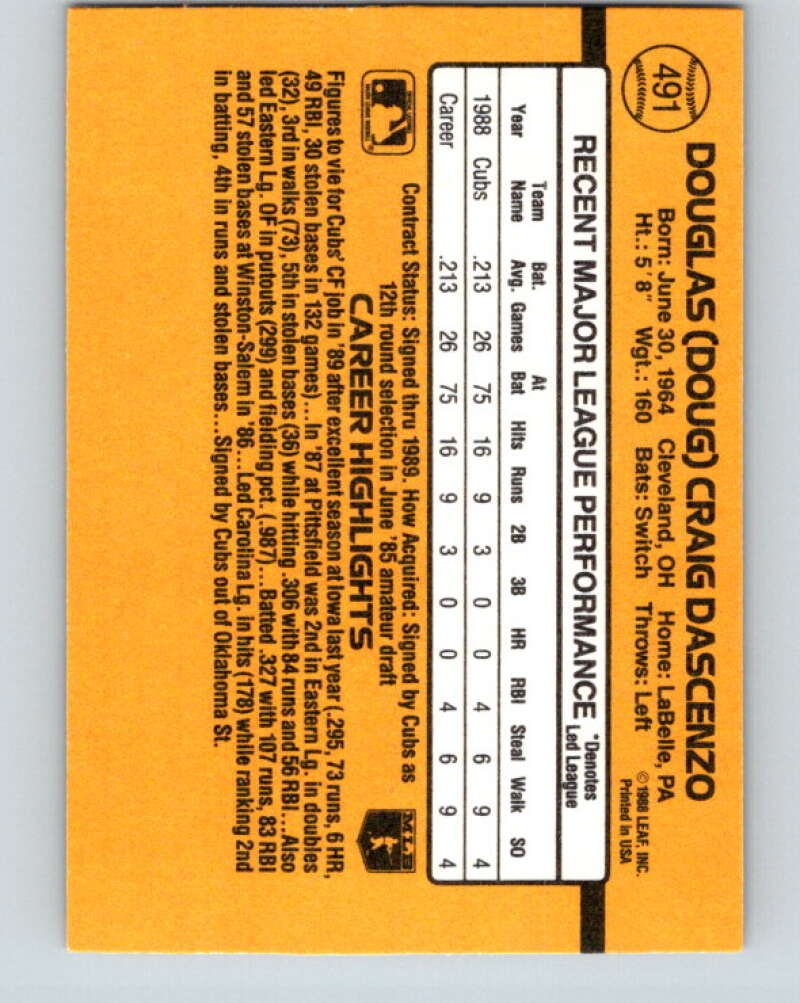 491
DOUGLAS (DOUG) CRAIG DASCENZO
Born: June 30, 1964 Cleveland, OH Home: LaBelle, PA
Ht.: 5'8" Wgt.: 160 Bats: Switch Throws: Left
© 1988 LEAF, INC.
Printed in USA
RECENT MAJOR LEAGUE PERFORMANCE *Denotes Led League
Year Team Name Bat. Avg. Games At Bat Hits Runs 2B 3B HR RBI Steal Walk SO
1988 Cubs .213 26 75 16 9 3 0 0 4 6 9 4
Career .213 26 75 16 9 3 0 0 4 6 9 4
Contract Status: Signed thru 1989. How Acquired: Signed by Cubs as
12th round selection in June '85 amateur draft
MLB
CAREER HIGHLIGHTS
Figures to vie for Cubs' CF job in '89 after excellent season at Iowa last year (.295, 73 runs, 6 HR,
49 RBI, 30 stolen bases in 132 games)...In '87 at Pittsfield was 2nd in Eastern Lg. in doubles
(32), 3rd in walks (73), 5th in stolen bases (36) while hitting .306 with 84 runs and 56 RBI...Also
led Eastern Lg. OF in putouts (299) and fielding pct. (.987)...Batted .327 with 107 runs, 83 RBI
and 57 stolen bases at Winston-Salem in '86...Led Carolina Lg. in hits (178) while ranking 2nd
in batting, 4th in runs and stolen bases...Signed by Cubs out of Oklahoma St.